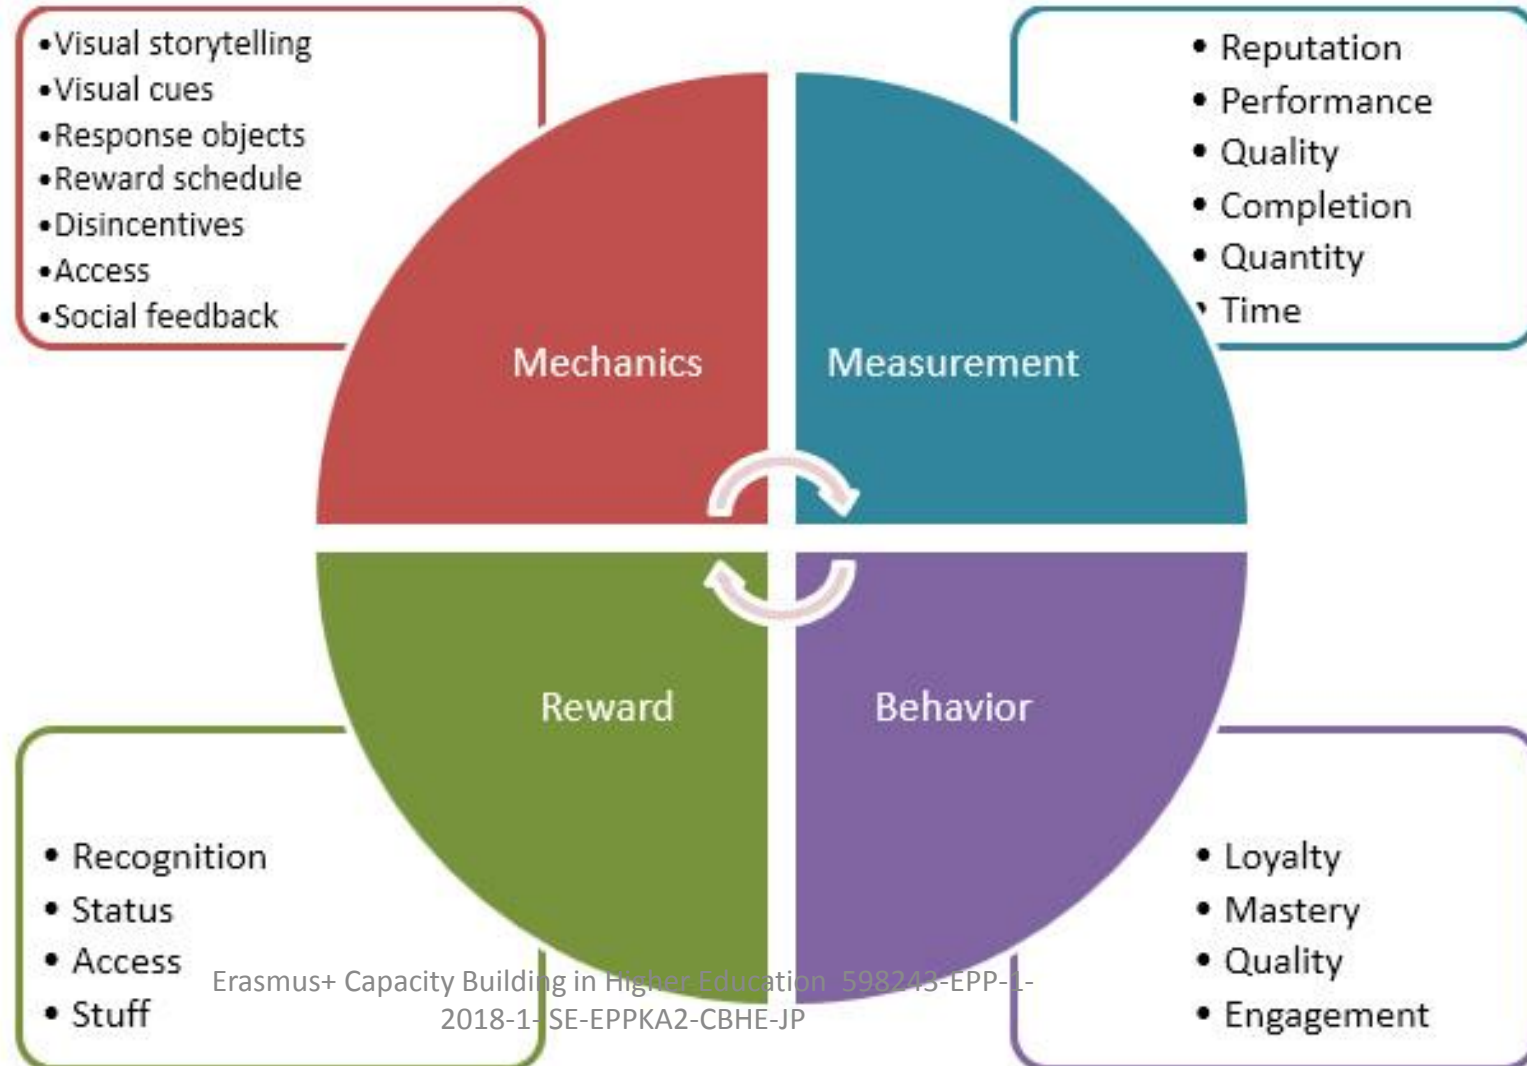 •Visual storytelling
•Visual cues
•Response objects
•Reward schedule
•Disincentives
•Access
•Social feedback
• Reputation
• Performance
• Quality
• Completion
• Quantity
• Time
Mechanics
Measurement
Reward
Behavior
• Recognition
• Status
• Access
• Stuff
• Loyalty
• Mastery
• Quality
• Engagement
Erasmus+ Capacity Building in Higher Education 598243-EPP-1-
2018-1- SE-EPPKA2-CBHE-JP